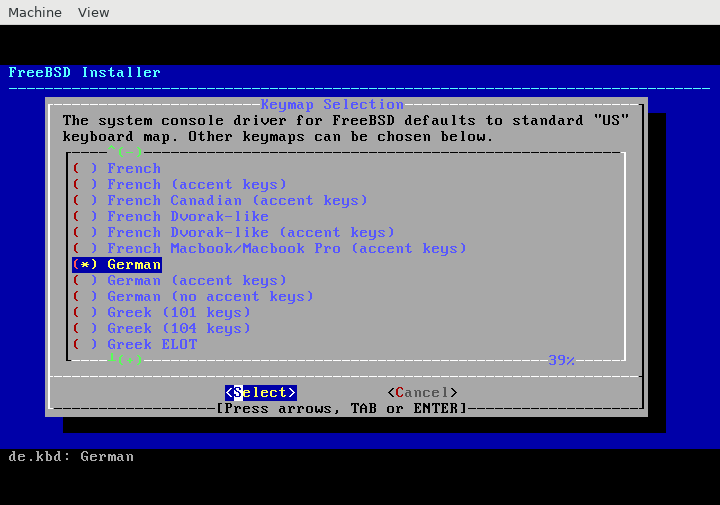 Machine View
FreeBSD Installer
Keymap Selection
The system console driver for FreeBSD defaults to standard "US"
keyboard map. Other keymaps can be chosen below.
^(-)
( ) French
( ) French (accent keys)
( ) French Canadian (accent keys)
( ) French Dvorak-like
( ) French Dvorak-like (accent keys)
( ) French Macbook/Macbook Pro (accent keys)
(*) German
( ) German (accent keys)
( ) German (no accent keys)
( ) Greek (101 keys)
( ) Greek (104 keys)
( ) Greek ELOT
(+) 39%
<Select> <Cancel>
[Press arrows, TAB or ENTER]
de.kbd: German